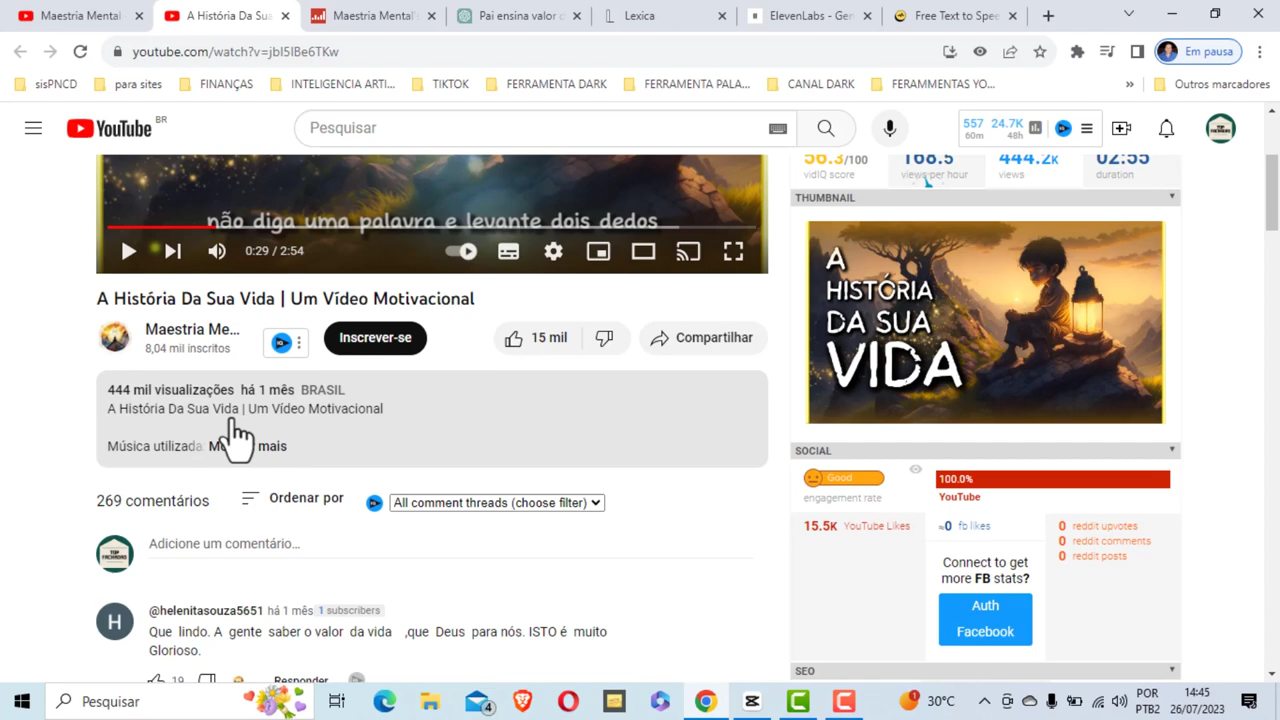 Maestria Mental
A História Da Sua
Maestria Mental's
Pai ensina valor d
Lexica
ElevenLabs - Gen
Free Text to Spee
youtube.com/watch?v=jbI5IBe6TKw
Em pausa
sisPNCD
para sites
FINANÇAS
INTELIGENCIA ARTI...
TIKTOK
FERRAMENTA DARK
FERRAMENTA PALA...
CANAL DARK
FERAMMENTAS YO...
»
Outros marcadores
YouTube BR
Pesquisar
557 24.7K
60m 48h
56.3/100
vidIQ score
168.5
views per hour
444.2k
views
02:55
duration
THUMBNAIL
não diga uma palavra e levante dois dedos
0:29 / 2:54
A
HISTÓRIA
DA SUA
VIDA
A História Da Sua Vida | Um Vídeo Motivacional
Maestria Me...
8,04 mil inscritos
Inscrever-se
15 mil
Compartilhar
444 mil visualizações há 1 mês BRASIL
A História Da Sua Vida | Um Vídeo Motivacional
Música utilizada: mais
269 comentários
Ordenar por
All comment threads (choose filter)
Adicione um comentário...
H
@helenitasouza5651 há 1 mês 1 subscribers
Que lindo. A gente saber o valor da vida ,que Deus para nós. ISTO é muito
Glorioso.
19
Responder
SOCIAL
Good
engagement rate
100.0%
YouTube
15.5K YouTube Likes
≈0 fb likes
0 reddit upvotes
0 reddit comments
0 reddit posts
Connect to get
more FB stats?
Auth
Facebook
SEO
Pesquisar
4
1
30°C
POR
PTB2
14:45
26/07/2023